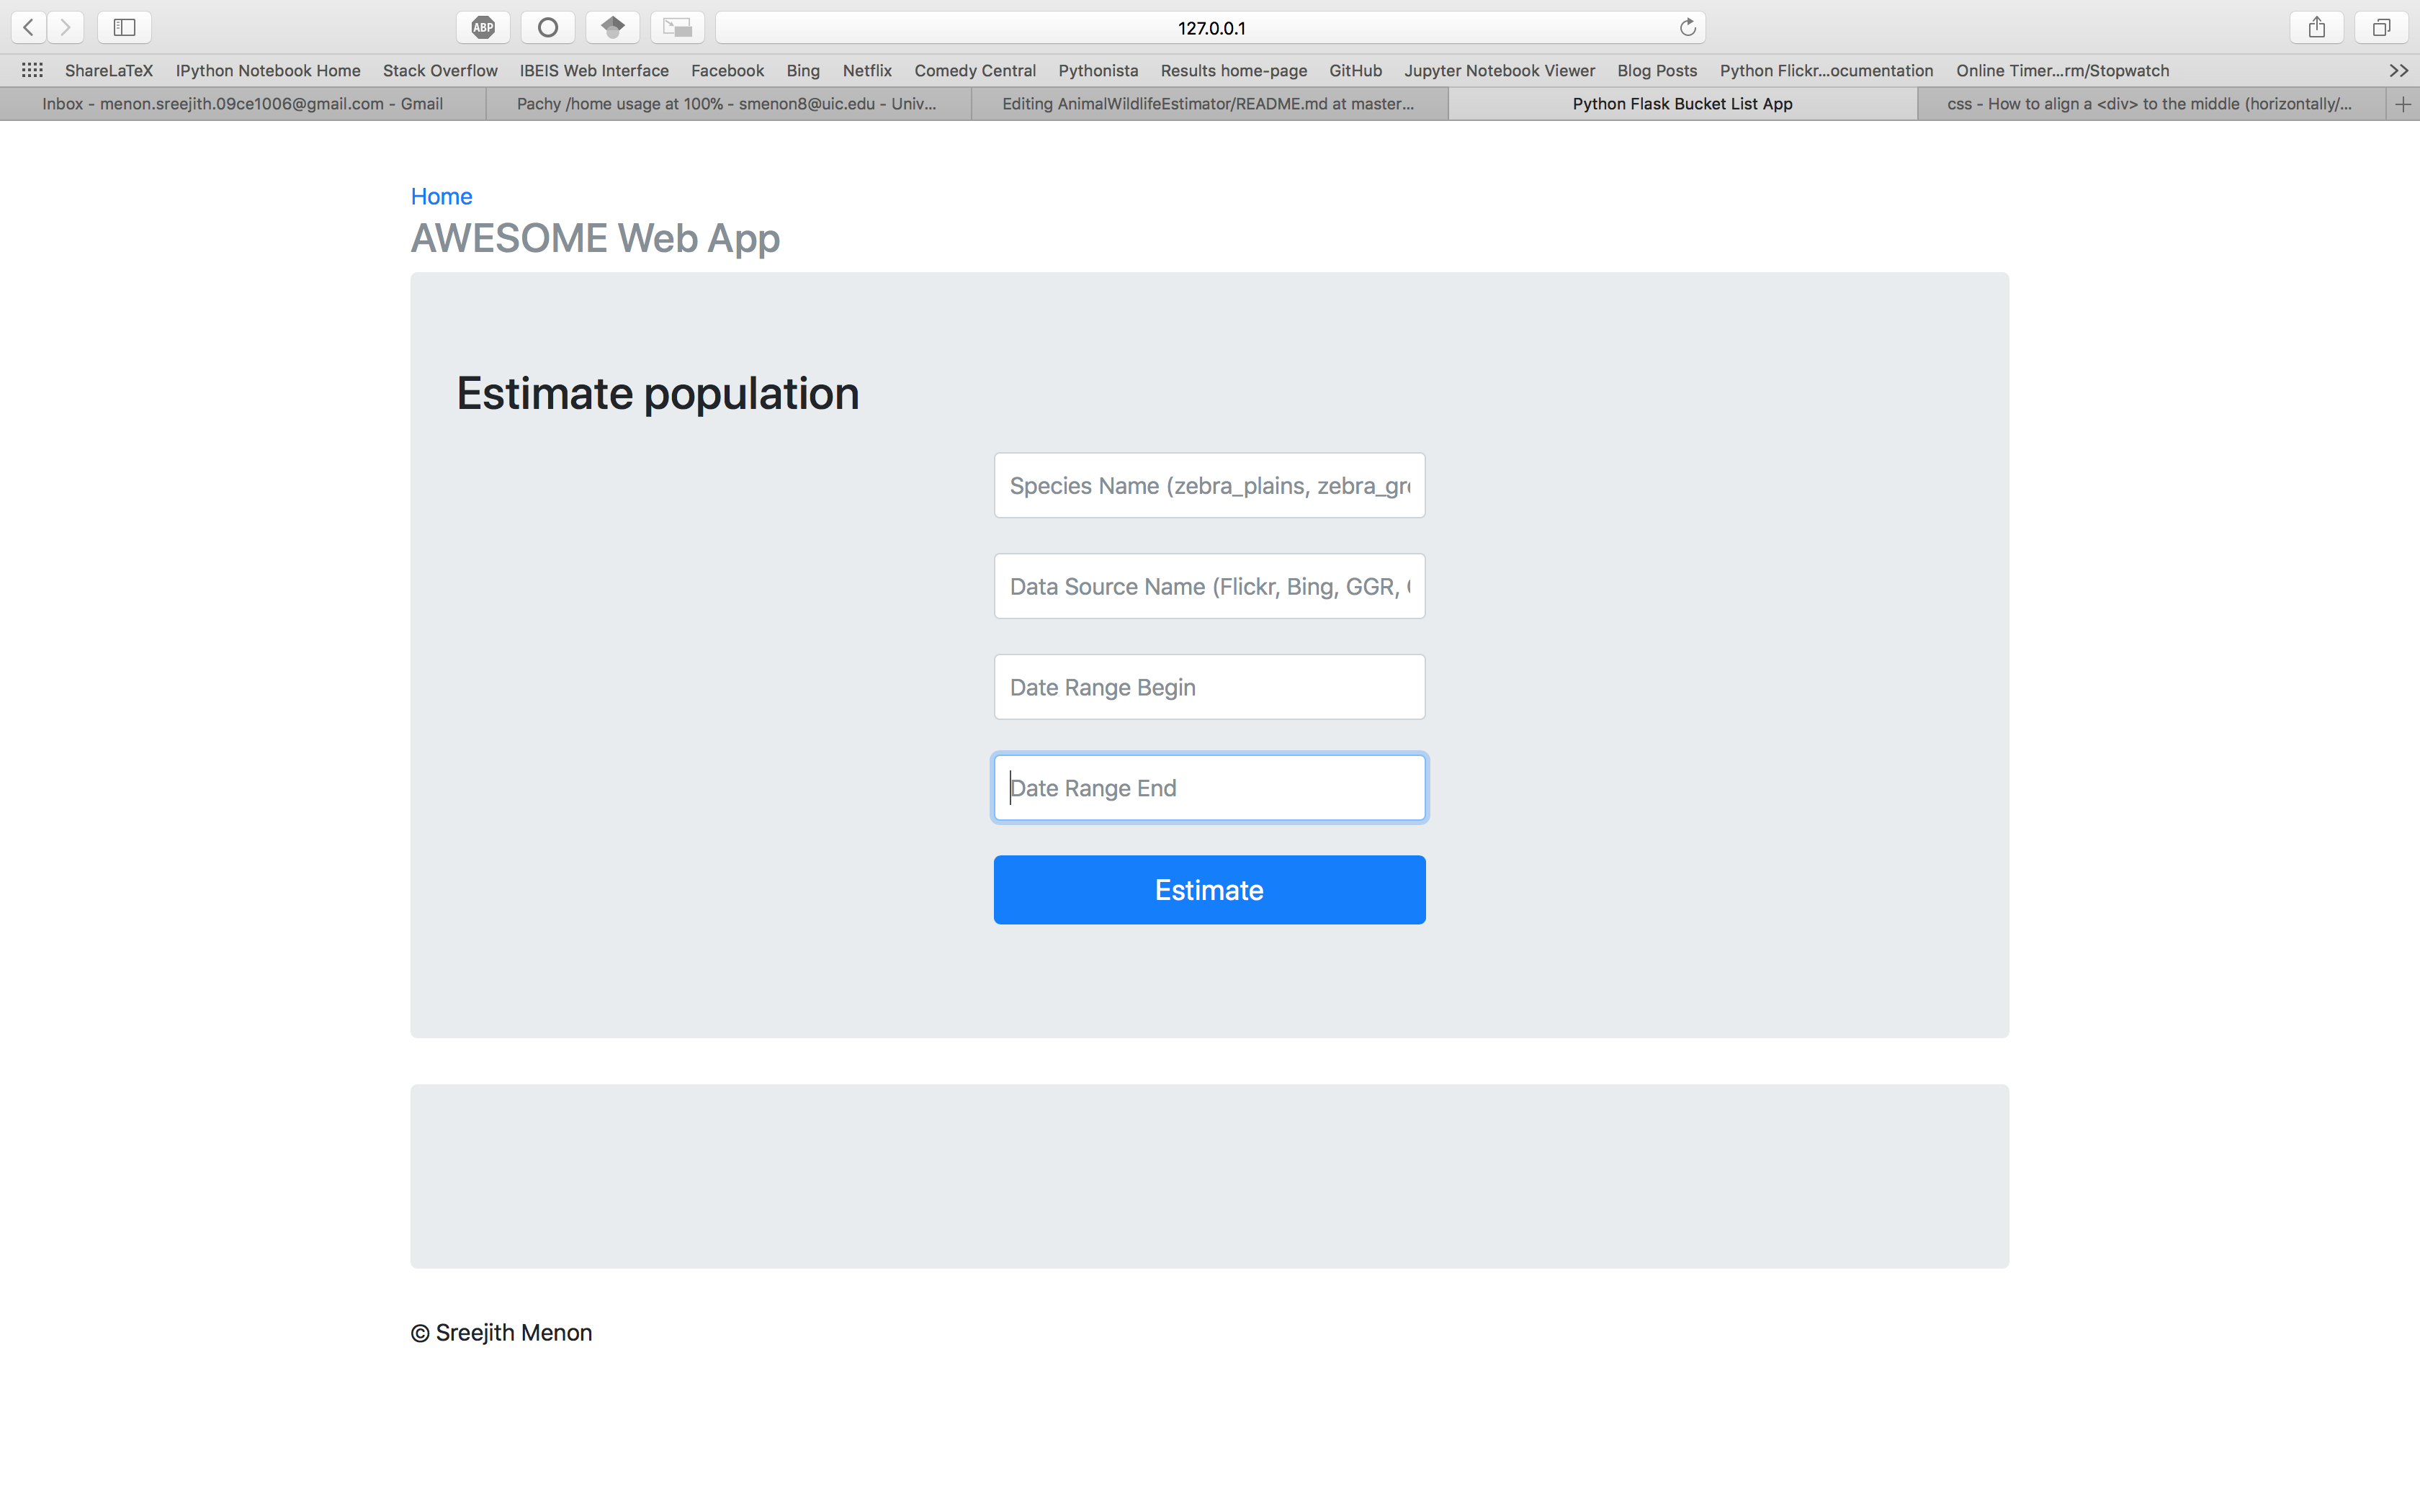 ABP
127.0.0.1
ShareLaTeX IPython Notebook Home Stack Overflow IBEIS Web Interface Facebook Bing Netflix Comedy Central Pythonista Results home-page GitHub Jupyter Notebook Viewer Blog Posts Python Flickr...ocumentation Online Timer...rm/Stopwatch
Inbox - menon.sreejith.09ce1006@gmail.com - Gmail Pachy /home usage at 100% - smenon8@uic.edu - Univ... Editing AnimalWildlifeEstimator/README.md at master... Python Flask Bucket List App css - How to align a <div> to the middle (horizontally/...
Home
AWESOME Web App
Estimate population
Species Name (zebra_plains, zebra_gr
Data Source Name (Flickr, Bing, GGR,
Date Range Begin
Date Range End
Estimate
© Sreejith Menon